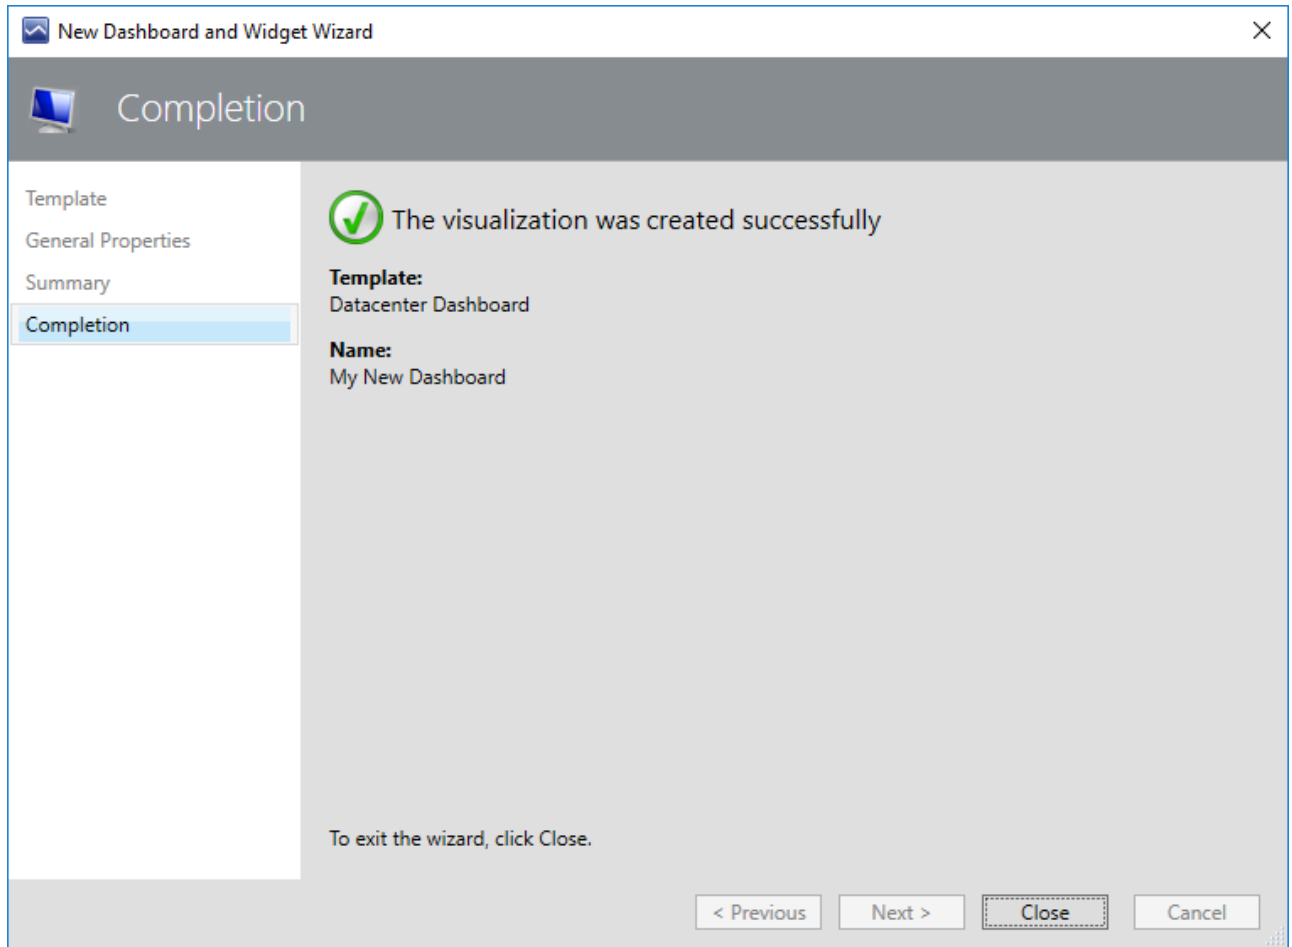 New Dashboard and Widget Wizard
Completion
Template
General Properties
Summary
Completion
The visualization was created successfully
Template:
Datacenter Dashboard
Name:
My New Dashboard
To exit the wizard, click Close.
< Previous Next > Close Cancel